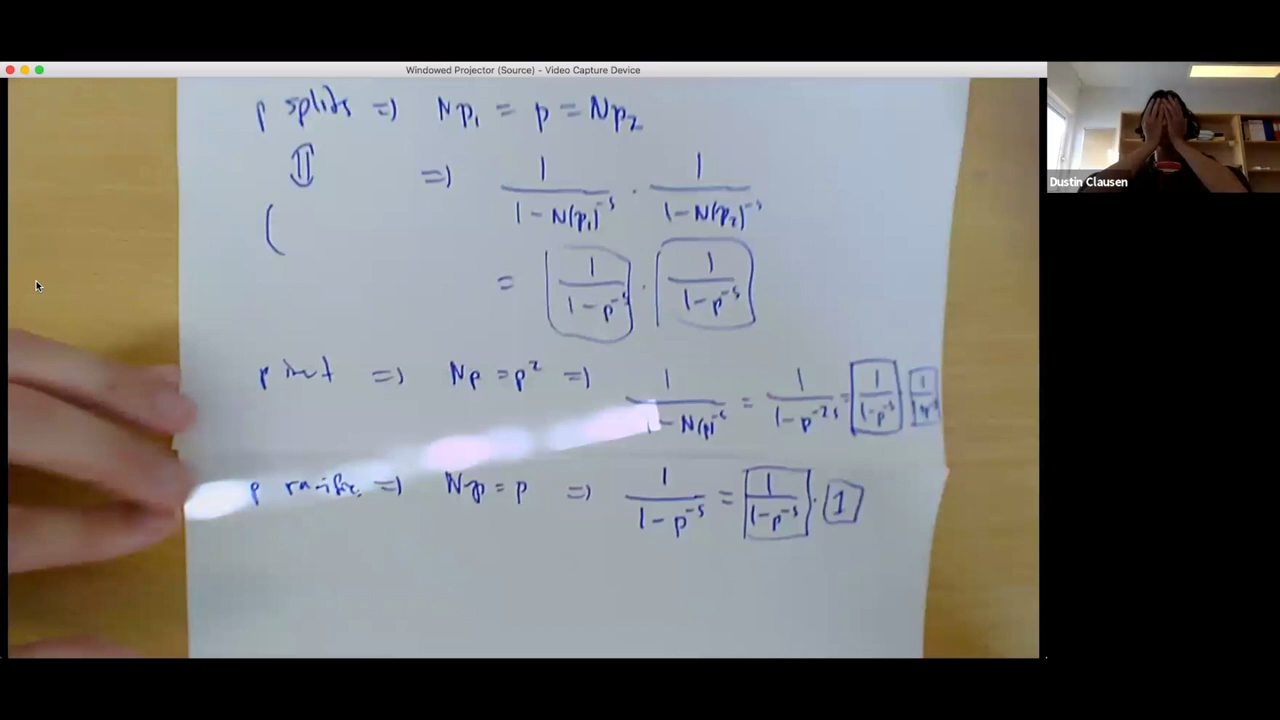 Windowed Projector (Source) - Video Capture Device
p splits => Np₁ = p = Np₂
⇕ => 1/(1 - N(p₁)^-s) · 1/(1 - N(p₂)^-s)
(
= 1/(1 - p^-s) · 1/(1 - p^-s)
p inert => Np = p² => 1/(1 - N(p)^-s) = 1/(1 - p^-2s) = 1/(1 - p^-s)
p ramifies => Np = p => 1/(1 - p^-s) = 1/(1 - p^-s) · 1
Dustin Clausen